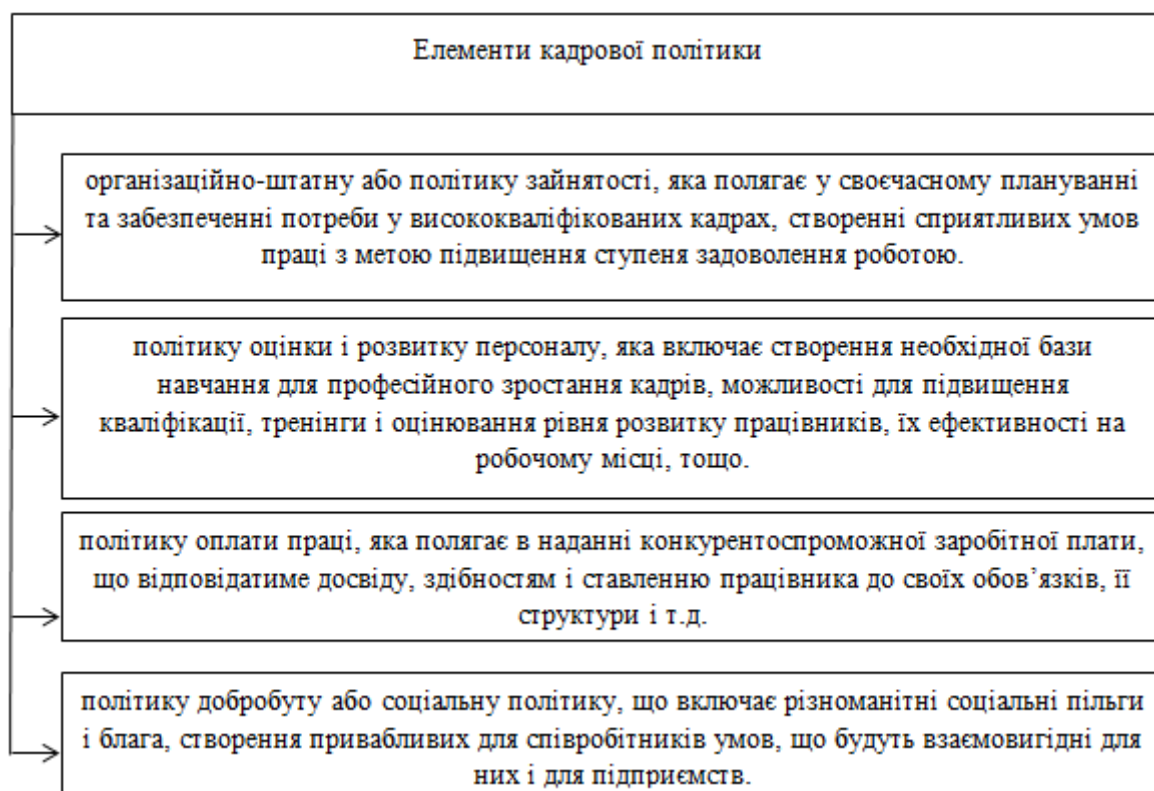 Елементи кадрової політики
організаційно-штатну або політику зайнятості, яка полягає у своєчасному плануванні
та забезпеченні потреби у висококваліфікованих кадрах, створенні сприятливих умов
праці з метою підвищення ступеня задоволення роботою.
політику оцінки і розвитку персоналу, яка включає створення необхідної бази
навчання для професійного зростання кадрів, можливості для підвищення
кваліфікації, тренінги і оцінювання рівня розвитку працівників, їх ефективності на
робочому місці, тощо.
політику оплати праці, яка полягає в наданні конкурентоспроможної заробітної плати,
що відповідатиме досвіду, здібностям і ставленню працівника до своїх обов’язків, її
структури і т.д.
політику добробуту або соціальну політику, що включає різноманітні соціальні пільги
і блага, створення привабливих для співробітників умов, що будуть взаємовигідні для
них і для підприємств.